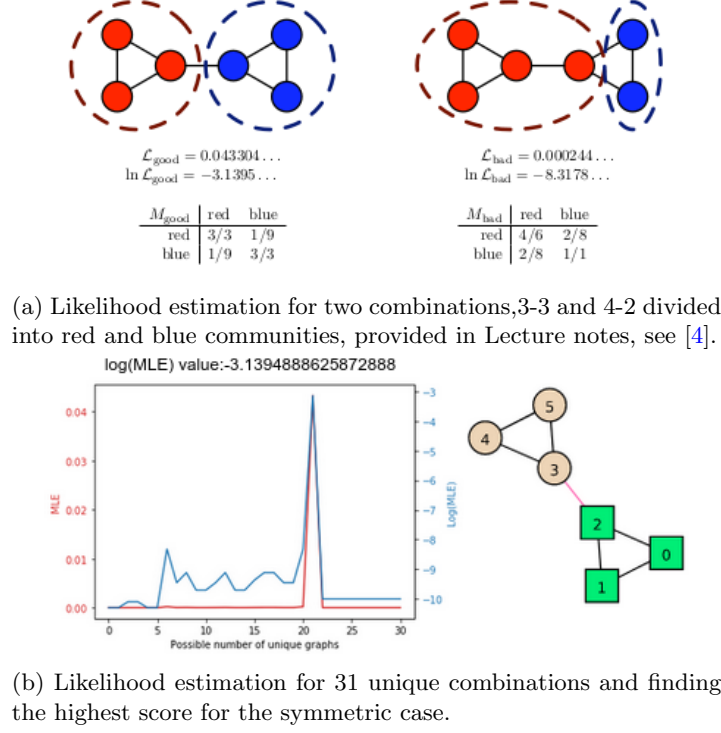 𝓛good = 0.043304... 𝓛bad = 0.000244...
ln 𝓛good = −3.1395... ln 𝓛bad = −8.3178...
Mgood red blue Mbad red blue
red 3/3 1/9 red 4/6 2/8
blue 1/9 3/3 blue 2/8 1/1
(a) Likelihood estimation for two combinations,3-3 and 4-2 divided
into red and blue communities, provided in Lecture notes, see [4].
log(MLE) value:-3.1394888625872888
MLE
0.04
0.03
0.02
0.01
0.00
0 5 10 15 20 25 30
Possible number of unique graphs
−3
−4
−5
−6
−7
−8
−9
−10
Log(MLE)
5
4
3
2
0
1
(b) Likelihood estimation for 31 unique combinations and finding
the highest score for the symmetric case.